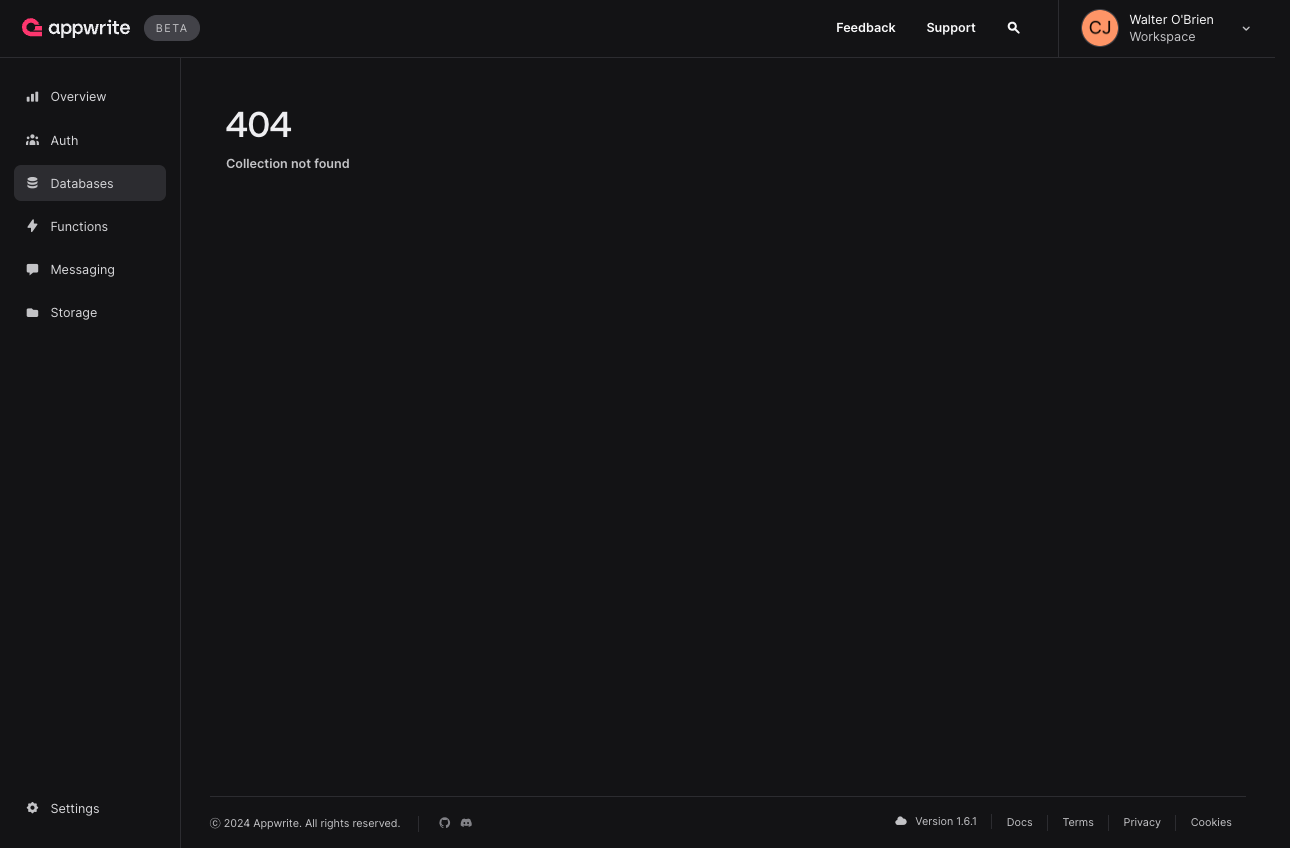 appwrite BETA
Feedback Support
CJ
Walter O'Brien
Workspace
Overview
Auth
Databases
Functions
Messaging
Storage
Settings
404
Collection not found
ⓒ 2024 Appwrite. All rights reserved.
Version 1.6.1 Docs Terms Privacy Cookies